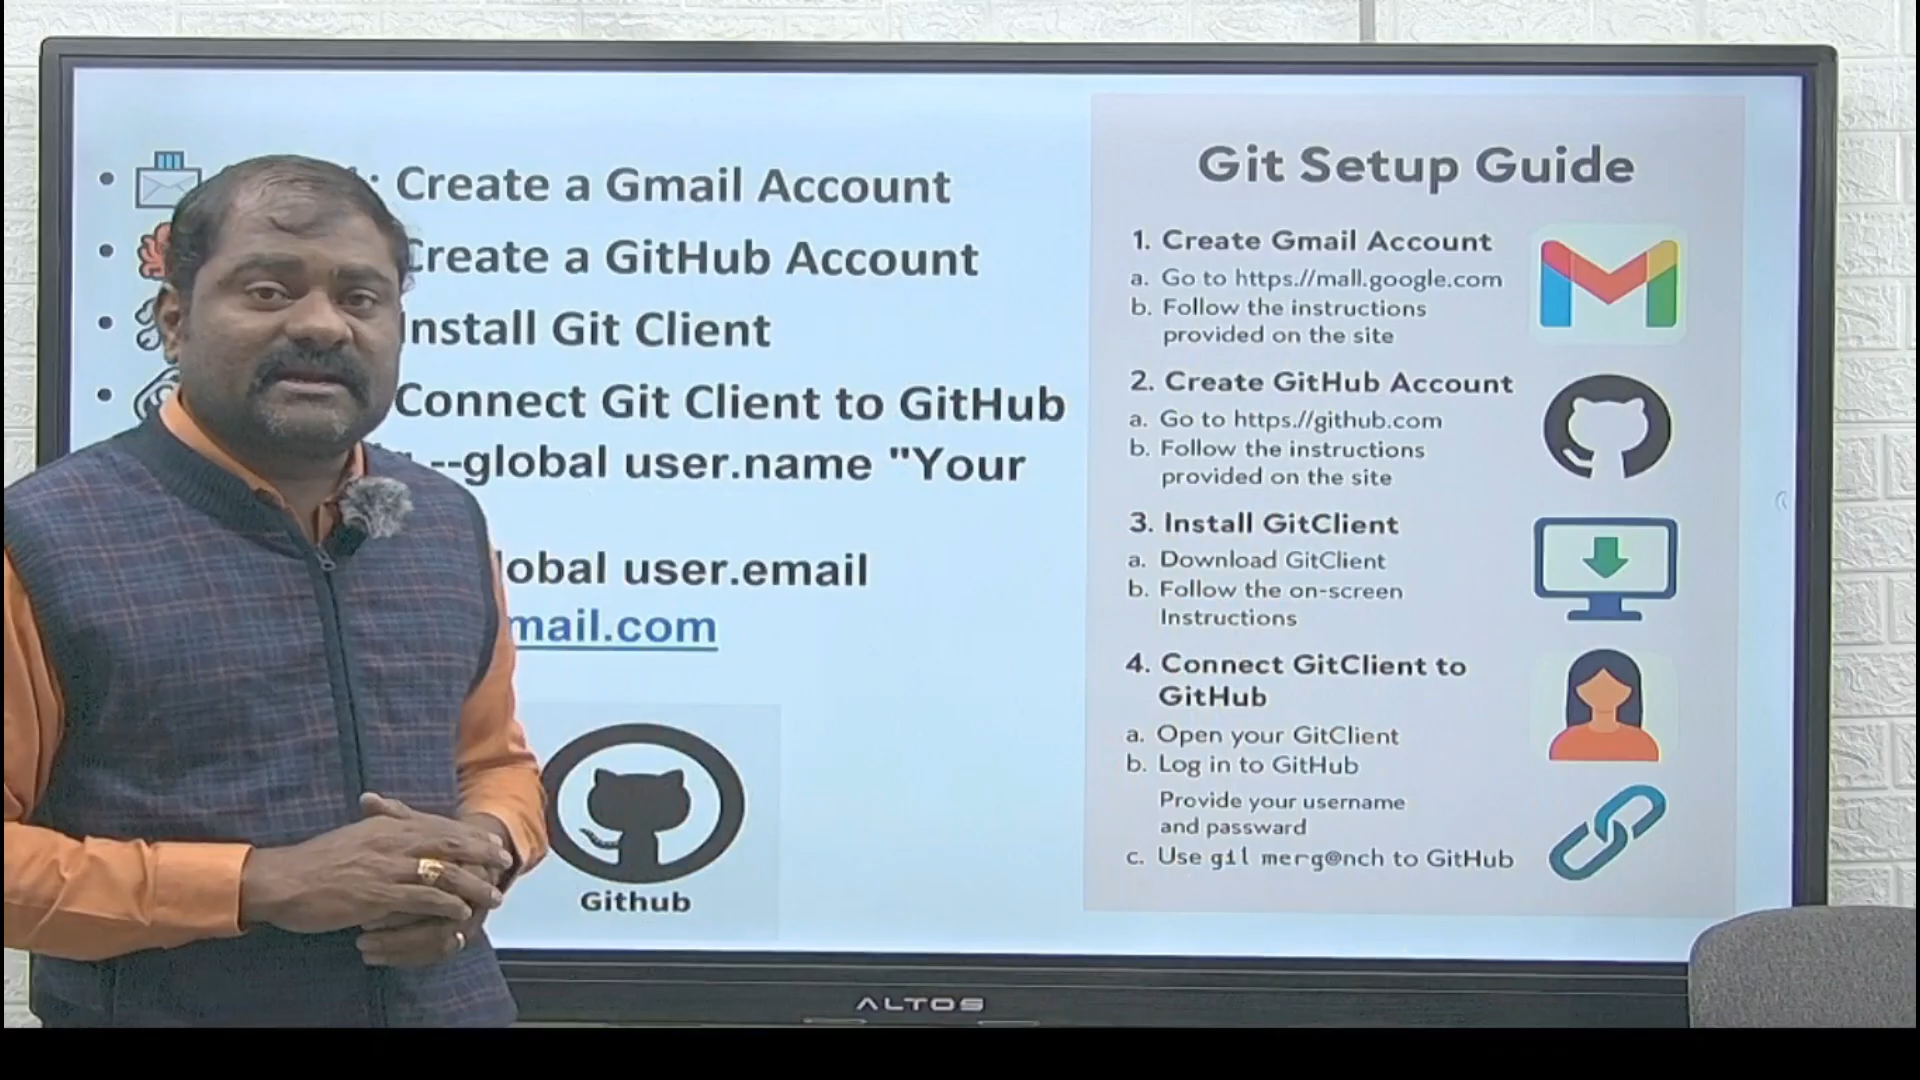 Create a Gmail Account
Create a GitHub Account
Install Git Client
Connect Git Client to GitHub
--global user.name "Your
user.email
mail.com
Github
Git Setup Guide
1. Create Gmail Account
a. Go to https://mall.google.com
b. Follow the instructions
provided on the site
2. Create GitHub Account
a. Go to https://github.com
b. Follow the instructions
provided on the site
3. Install GitClient
a. Download GitClient
b. Follow the on-screen
Instructions
4. Connect GitClient to
GitHub
a. Open your GitClient
b. Log in to GitHub
Provide your username
and passward
c. Use gil merg@nch to GitHub
ALTOS